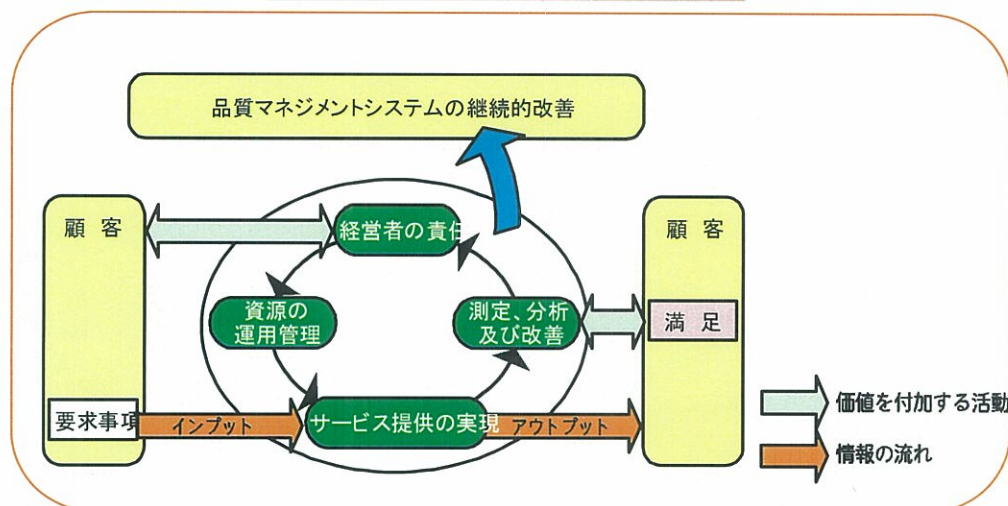 品質マネジメントシステムの継続的改善
顧 客
経営者の責任
顧 客
資源の
運用管理
測定、分析
及び改善
満 足
要求事項
インプット
サービス提供の実現
アウトプット
価値を付加する活動
情報の流れ